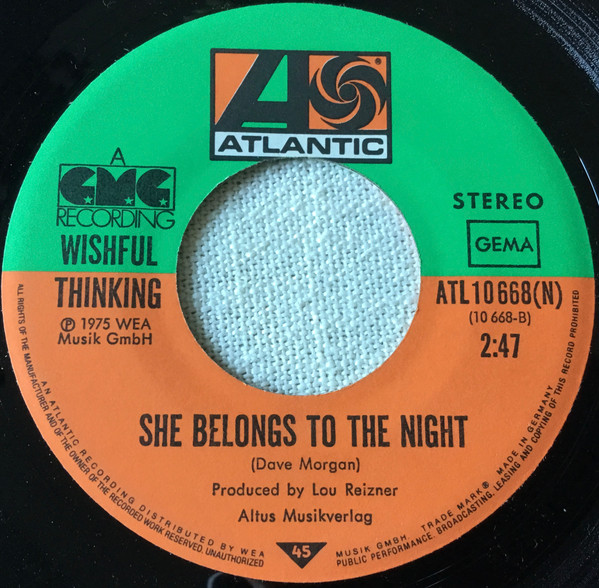 ATLANTIC
A
GMG
RECORDING
WISHFUL
THINKING
℗ 1975 WEA
Musik GmbH
STEREO
GEMA
ATL 10 668(N)
(10 668-B)
2:47
SHE BELONGS TO THE NIGHT
(Dave Morgan)
Produced by Lou Reizner
Altus Musikverlag
45
ALL RIGHTS OF THE MANUFACTURER AND OF THE OWNER OF THE RECORDED WORK RESERVED, UNAUTHORIZED PUBLIC PERFORMANCE, BROADCASTING, LEASING AND COPYING OF THIS RECORD PROHIBITED
AN ATLANTIC RECORDING DISTRIBUTED BY WEA MUSIK GMBH TRADE MARK® MADE IN GERMANY